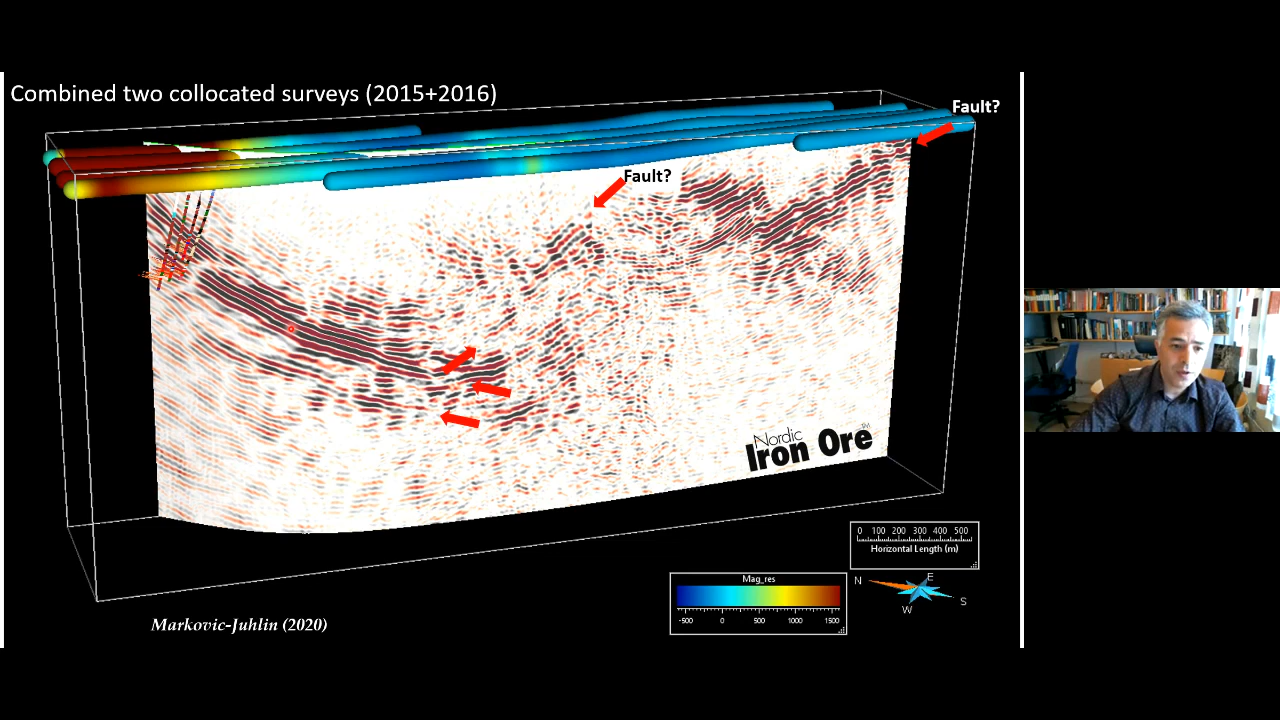 Combined two collocated surveys (2015+2016)
Fault?
Fault?
Nordic
Iron Ore™
0 100 200 300 400 500
Horizontal Length (m)
Mag_res
-500 0 500 1000 1500
N
E
W
S
Markovic-Juhlin (2020)